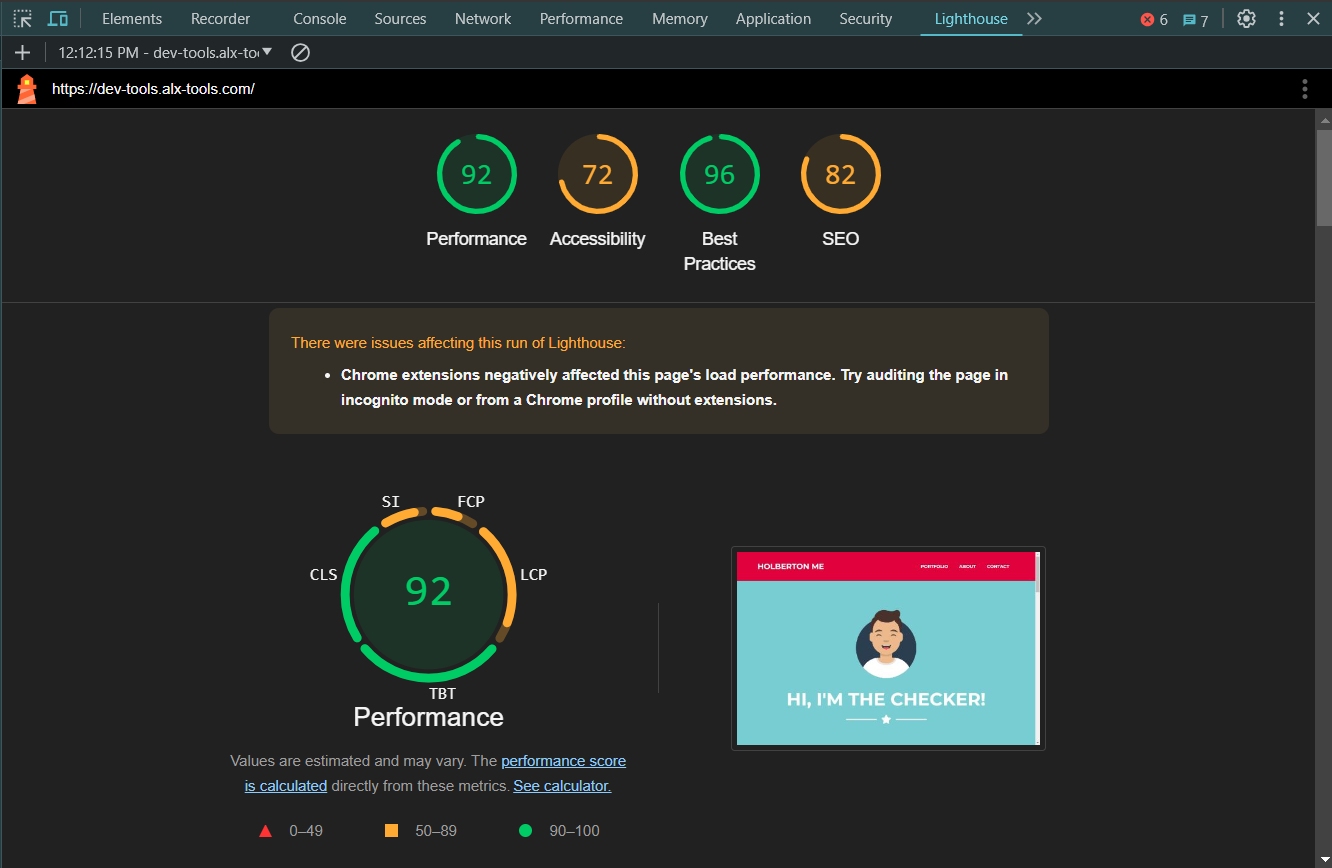 Elements Recorder Console Sources Network Performance Memory Application Security Lighthouse 6 7
12:12:15 PM - dev-tools.alx-to
https://dev-tools.alx-tools.com/
92 72 96 82
Performance Accessibility Best Practices SEO
There were issues affecting this run of Lighthouse:
• Chrome extensions negatively affected this page's load performance. Try auditing the page in
incognito mode or from a Chrome profile without extensions.
SI FCP
CLS LCP
92
TBT
Performance
Values are estimated and may vary. The performance score
is calculated directly from these metrics. See calculator.
0–49 50–89 90–100
HOLBERTON ME PORTFOLIO ABOUT CONTACT
HI, I'M THE CHECKER!